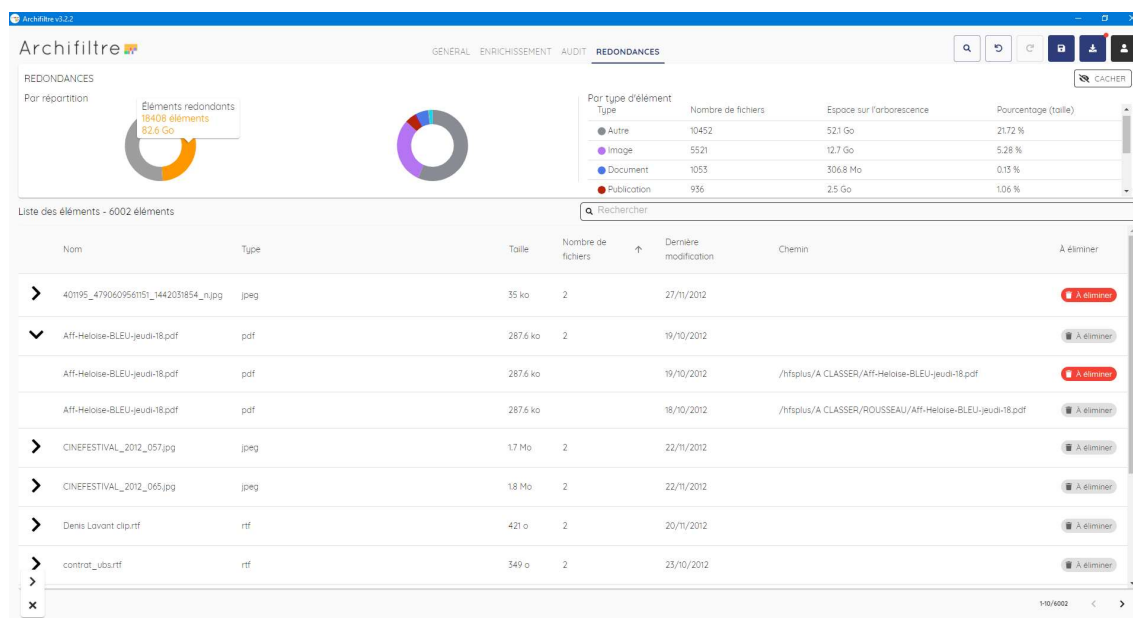 Archifiltre v3.2.2
Archifiltre
GÉNÉRAL ENRICHISSEMENT AUDIT REDONDANCES
REDONDANCES
CACHER
Par répartition
Éléments redondants
18408 éléments
82.6 Go
Par type d'élément
Type Nombre de fichiers Espace sur l'arborescence Pourcentage (taille)
Autre 10452 52.1 Go 21.72 %
Image 5521 12.7 Go 5.28 %
Document 1053 306.8 Mo 0.13 %
Publication 936 2.5 Go 1.06 %
Liste des éléments - 6002 éléments
Rechercher
Nom Type Taille Nombre de fichiers Dernière modification Chemin À éliminer
401195_4790609561151_1442031854_n.jpg jpeg 35 ko 2 27/11/2012 À éliminer
Aff-Heloise-BLEU-jeudi-18.pdf pdf 287.6 ko 2 19/10/2012 À éliminer
Aff-Heloise-BLEU-jeudi-18.pdf pdf 287.6 ko 19/10/2012 /hfsplus/A CLASSER/Aff-Heloise-BLEU-jeudi-18.pdf À éliminer
Aff-Heloise-BLEU-jeudi-18.pdf pdf 287.6 ko 18/10/2012 /hfsplus/A CLASSER/ROUSSEAU/Aff-Heloise-BLEU-jeudi-18.pdf À éliminer
CINEFESTIVAL_2012_057.jpg jpeg 1.7 Mo 2 22/11/2012 À éliminer
CINEFESTIVAL_2012_065.jpg jpeg 1.8 Mo 2 22/11/2012 À éliminer
Denis Lavant clip.rtf rtf 421 o 2 20/11/2012 À éliminer
contrat_ubs.rtf rtf 349 o 2 23/10/2012 À éliminer
1-10/6002